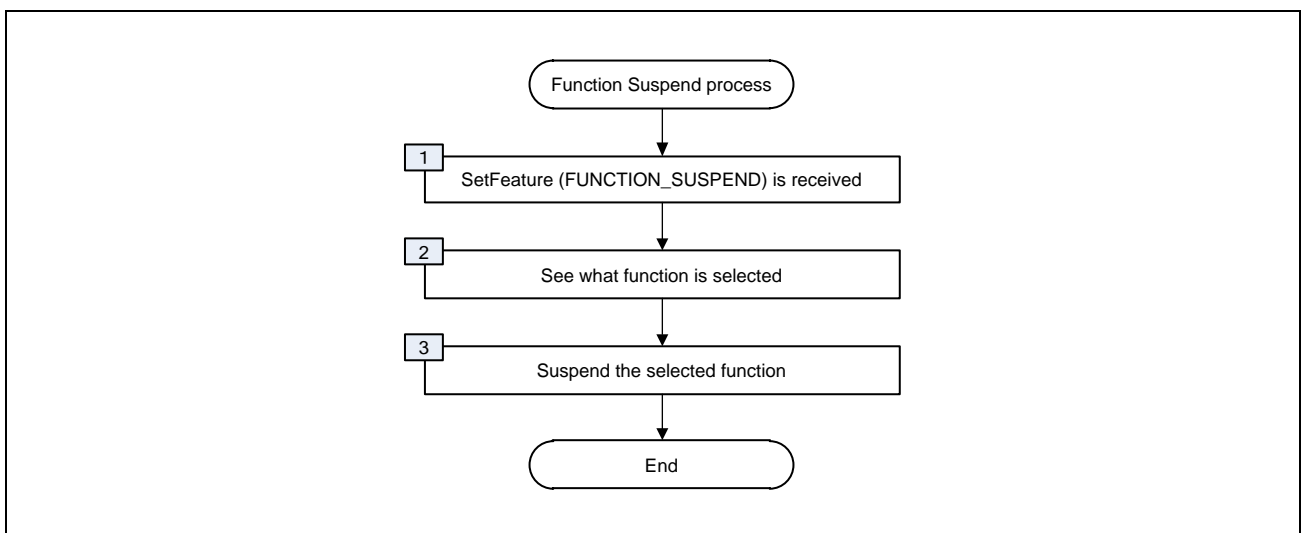 Function Suspend process
1
SetFeature (FUNCTION_SUSPEND) is received
2
See what function is selected
3
Suspend the selected function
End